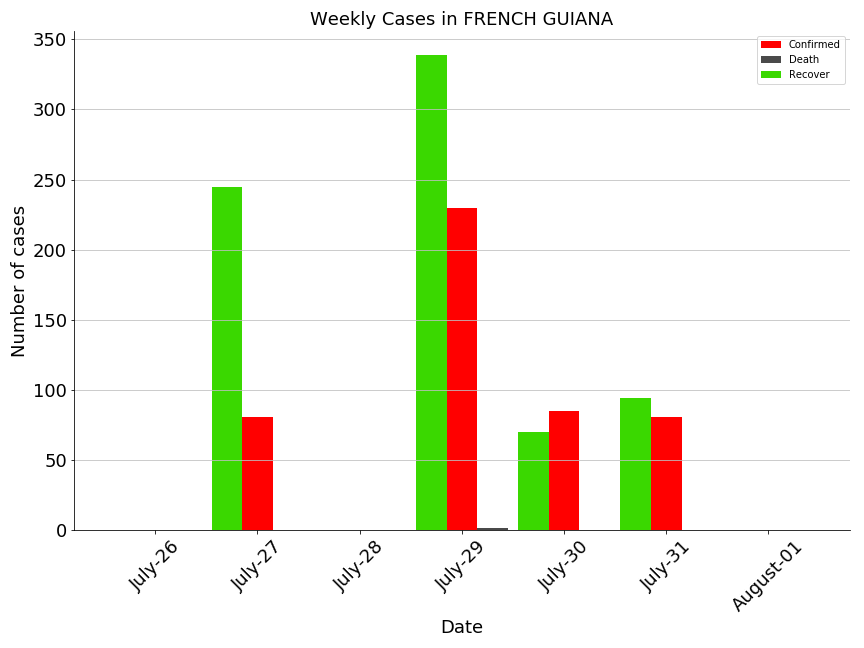 Weekly Cases in FRENCH GUIANA
Confirmed
Death
Recover
Number of cases
350
300
250
200
150
100
50
0
July-26
July-27
July-28
July-29
July-30
July-31
August-01
Date